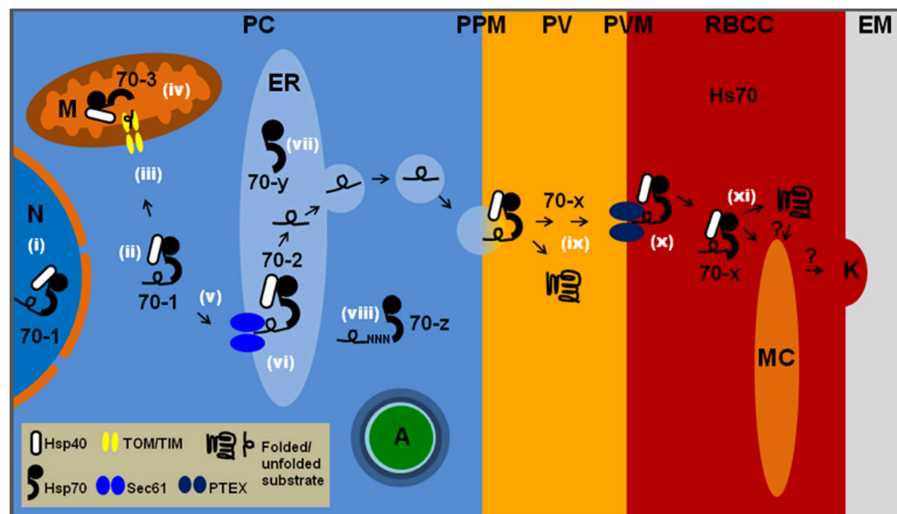 PC PPM PV PVM RBCC EM
70-3
(iv)
M
ER
Hs70
(iii)
(vii)
70-y
N
(i)
(ii)
70-1
70-1
(v)
70-2
(vi)
(viii)
NNN
70-z
70-x
(ix)
(x)
(xi)
70-x
?
?
K
MC
A
Hsp40 TOM/TIM Folded/
unfolded
substrate
Hsp70 Sec61 PTEX